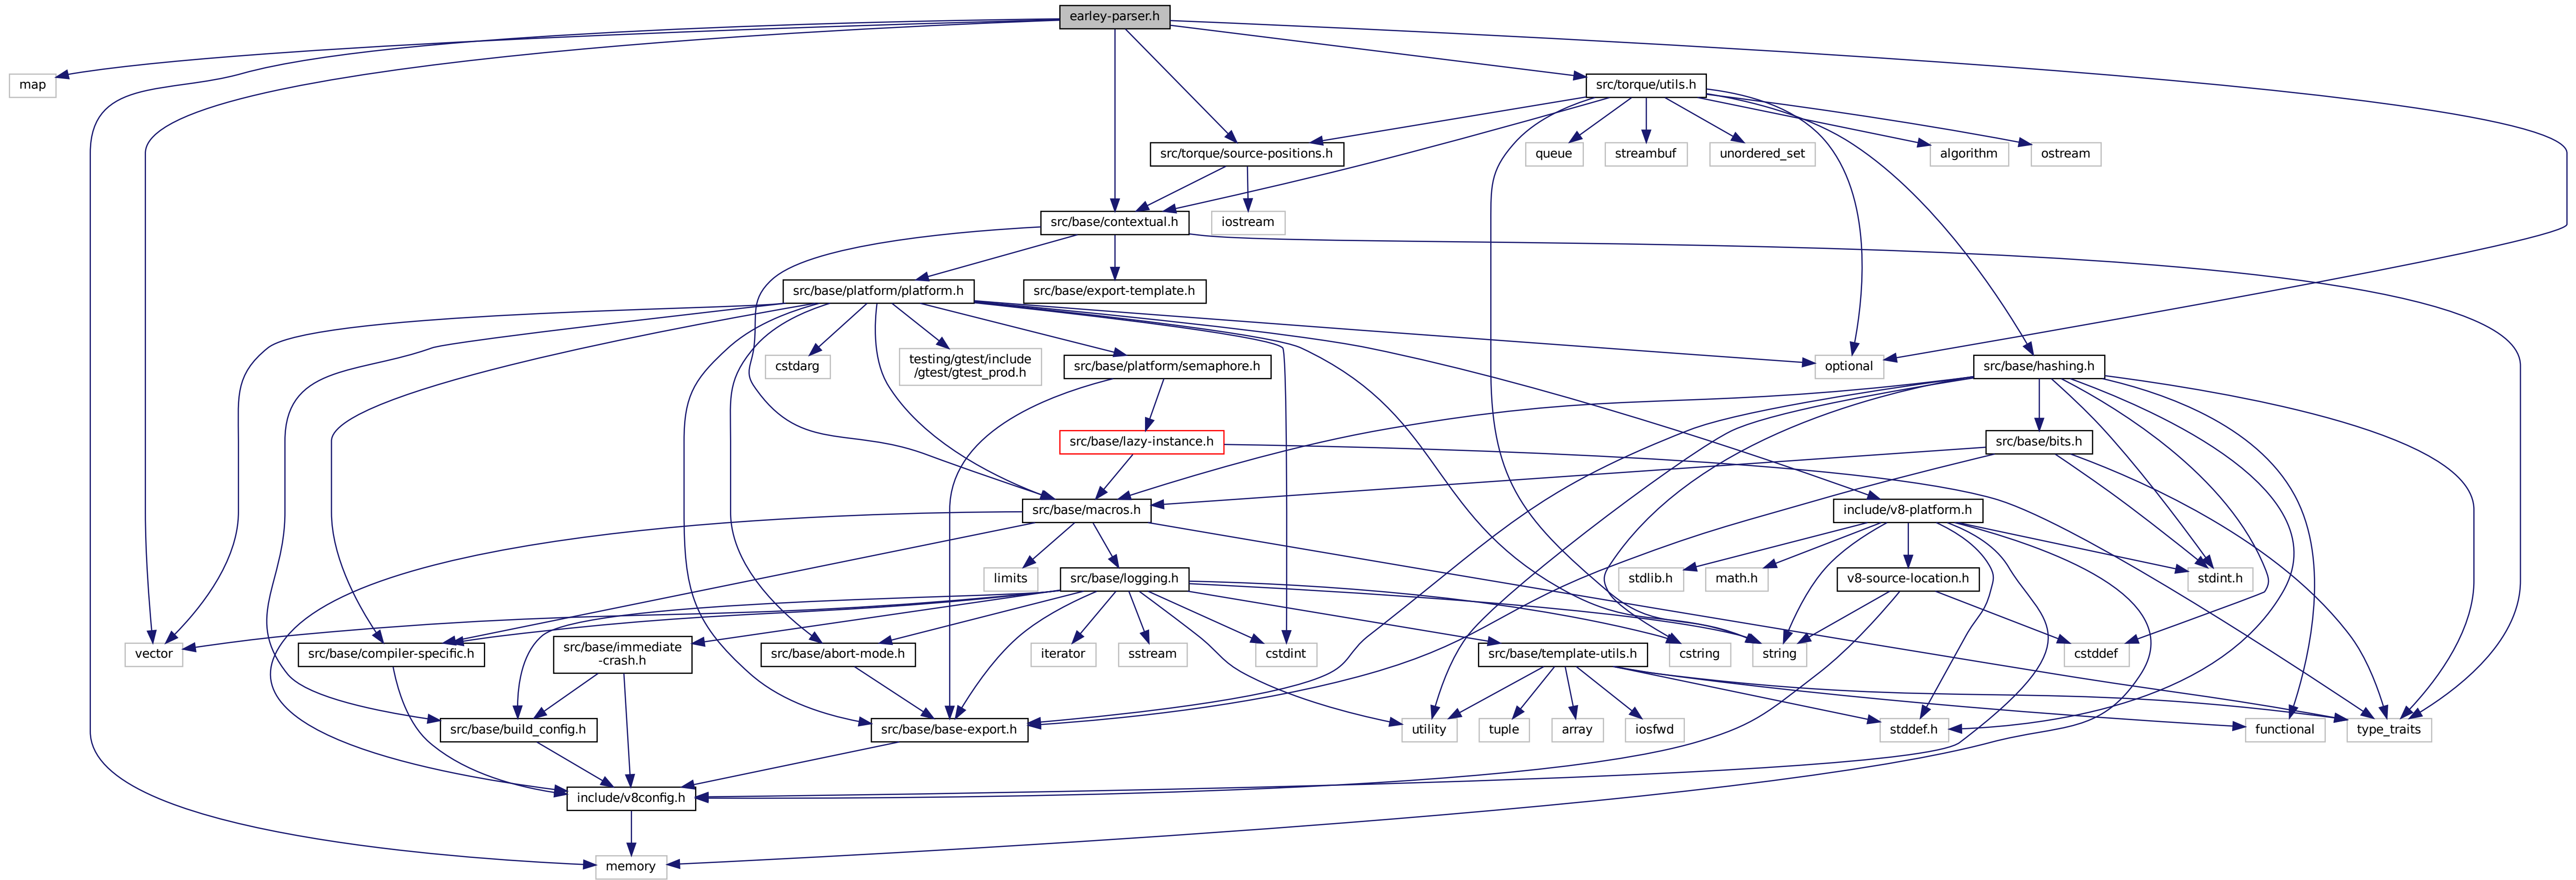 earley-parser.h
map
src/torque/utils.h
src/torque/source-positions.h
queue
streambuf
unordered_set
algorithm
ostream
src/base/contextual.h
iostream
src/base/platform/platform.h
src/base/export-template.h
cstdarg
testing/gtest/include
/gtest/gtest_prod.h
src/base/platform/semaphore.h
optional
src/base/hashing.h
src/base/lazy-instance.h
src/base/bits.h
src/base/macros.h
include/v8-platform.h
limits
src/base/logging.h
stdlib.h
math.h
v8-source-location.h
stdint.h
vector
src/base/compiler-specific.h
src/base/immediate
-crash.h
src/base/abort-mode.h
iterator
sstream
cstdint
src/base/template-utils.h
cstring
string
cstddef
src/base/build_config.h
src/base/base-export.h
utility
tuple
array
iosfwd
stddef.h
functional
type_traits
include/v8config.h
memory